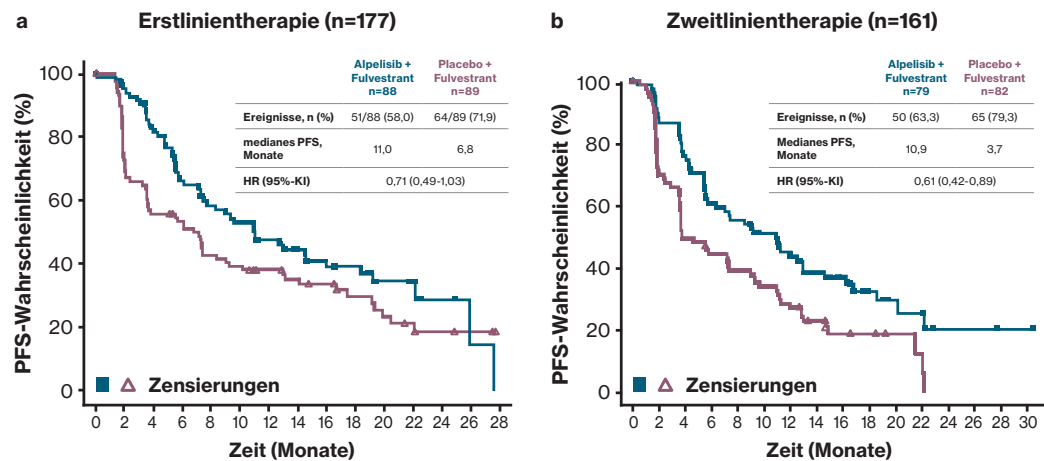 a
Erstlinientherapie (n=177)
Alpelisib + Fulvestrant n=88
Placebo + Fulvestrant n=89
Ereignisse, n (%) 51/88 (58,0) 64/89 (71,9)
medianes PFS, Monate 11,0 6,8
HR (95%-KI) 0,71 (0,49-1,03)
PFS-Wahrscheinlichkeit (%)
100
80
60
40
20
0
Zensierungen
0 2 4 6 8 10 12 14 16 18 20 22 24 26 28
Zeit (Monate)
b
Zweitlinientherapie (n=161)
Alpelisib + Fulvestrant n=79
Placebo + Fulvestrant n=82
Ereignisse, n (%) 50 (63,3) 65 (79,3)
Medianes PFS, Monate 10,9 3,7
HR (95%-KI) 0,61 (0,42-0,89)
PFS-Wahrscheinlichkeit (%)
100
80
60
40
20
0
Zensierungen
0 2 4 6 8 10 12 14 16 18 20 22 24 26 30
Zeit (Monate)